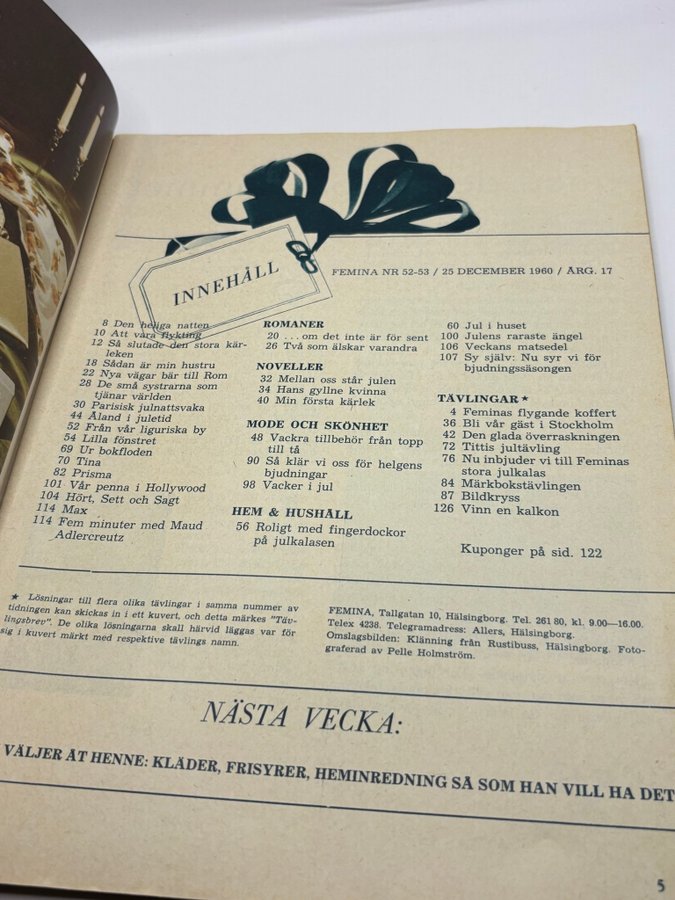 INNEHÅLL
FEMINA NR 52-53 / 25 DECEMBER 1960 / ÅRG. 17
8 Den heliga natten
10 Att vara flykting
12 Så slutade den stora kär-
leken
18 Sådan är min hustru
22 Nya vägar bär till Rom
28 De små systrarna som
tjänar världen
30 Parisisk julnattsvaka
44 Åland i juletid
52 Från vår liguriska by
54 Lilla fönstret
69 Ur bokfloden
70 Tina
82 Prisma
101 Vår penna i Hollywood
104 Hört, Sett och Sagt
114 Max
114 Fem minuter med Maud
Adlercreutz
ROMANER
20 ... om det inte är för sent
26 Två som älskar varandra
NOVELLER
32 Mellan oss står julen
34 Hans gyllne kvinna
40 Min första kärlek
MODE OCH SKÖNHET
48 Vackra tillbehör från topp
till tå
90 Så klär vi oss för helgens
bjudningar
98 Vacker i jul
HEM & HUSHÅLL
56 Roligt med fingerdockor
på julkalasen
60 Jul i huset
100 Julens raraste ängel
106 Veckans matsedel
107 Sy själv: Nu syr vi för
bjudningssäsongen
TÄVLINGAR★
4 Feminas flygande koffert
36 Bli vår gäst i Stockholm
42 Den glada överraskningen
72 Tittis jultävling
76 Nu inbjuder vi till Feminas
stora julkalas
84 Märkbokstävlingen
87 Bildkryss
126 Vinn en kalkon
Kuponger på sid. 122
★ Lösningar till flera olika tävlingar i samma nummer av
tidningen kan skickas in i ett kuvert, och detta märkes "Täv-
lingsbrev". De olika lösningarna skall härvid läggas var för
sig i kuvert märkt med respektive tävlings namn.
FEMINA, Tallgatan 10, Hälsingborg. Tel. 261 80, kl. 9.00—16.00.
Telex 4238. Telegramadress: Allers, Hälsingborg.
Omslagsbilden: Klänning från Rustibuss, Hälsingborg. Foto-
graferad av Pelle Holmström.
NÄSTA VECKA:
VÄLJER ÅT HENNE: KLÄDER, FRISYRER, HEMINREDNING SÅ SOM HAN VILL HA DET
5